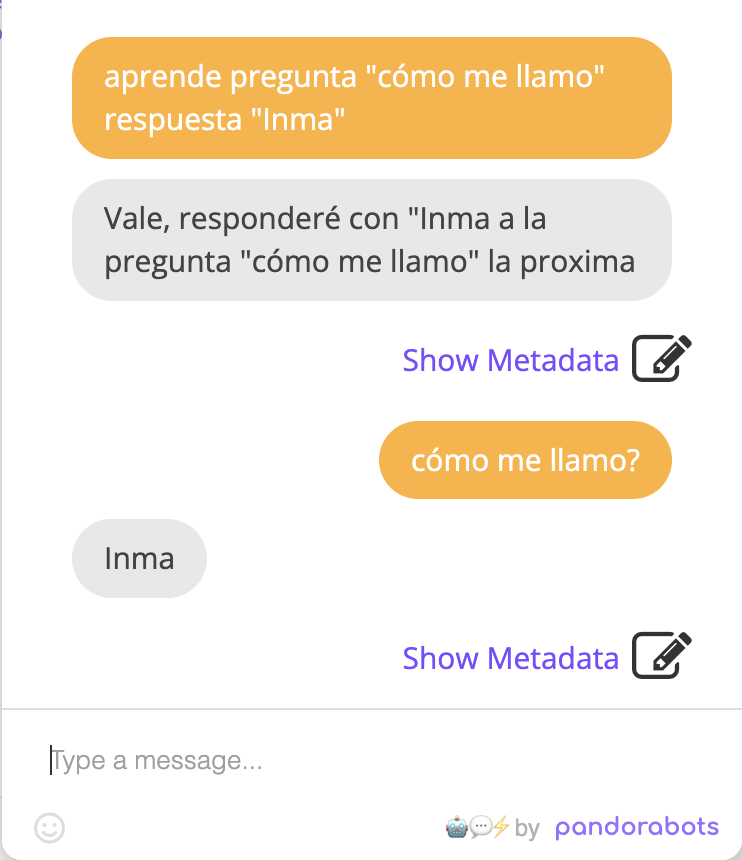 aprende pregunta "cómo me llamo"
respuesta "Inma"
Vale, responderé con "Inma a la
pregunta "cómo me llamo" la proxima
Show Metadata
cómo me llamo?
Inma
Show Metadata
Type a message...
by pandorabots